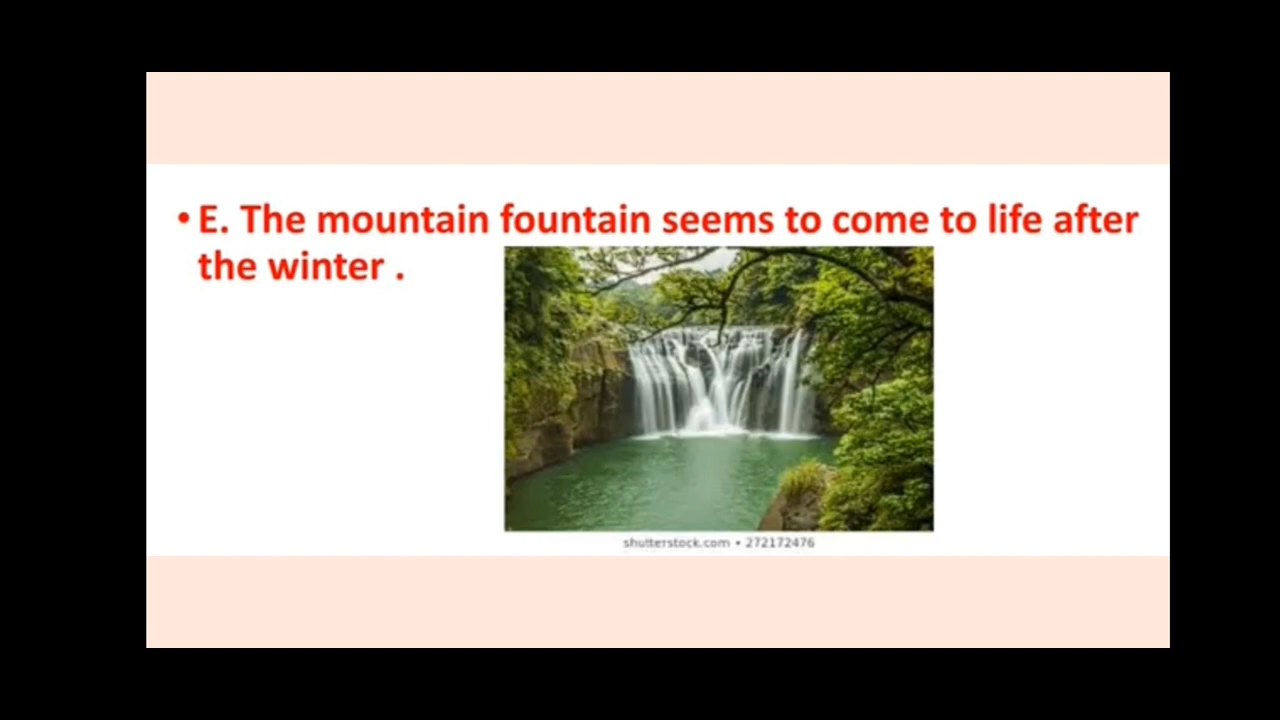 • E. The mountain fountain seems to come to life after
the winter .
shutterstock.com • 272172476